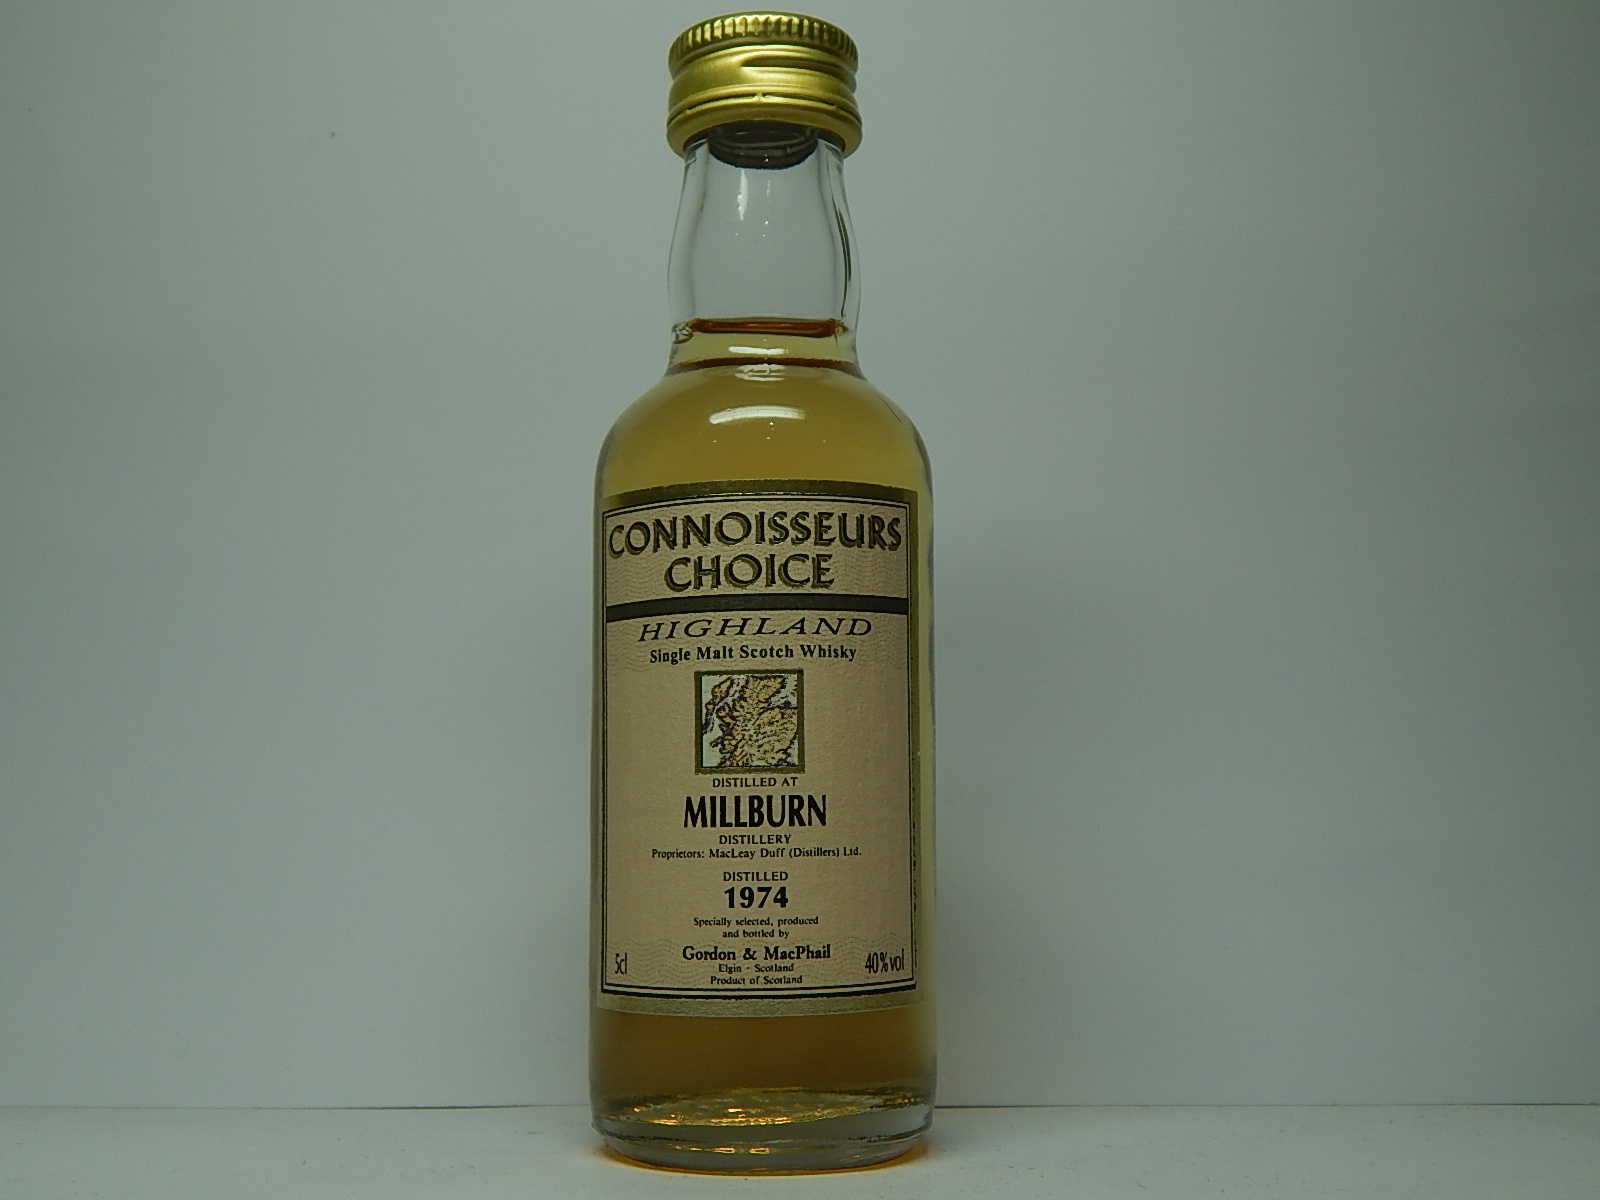 CONNOISSEURS
CHOICE
HIGHLAND
Single Malt Scotch Whisky
DISTILLED AT
MILLBURN
DISTILLERY
Proprietors: MacLeay Duff (Distillers) Ltd.
DISTILLED
1974
Specially selected, produced
and bottled by
Gordon & MacPhail
Elgin - Scotland
Product of Scotland
5cl
40%vol